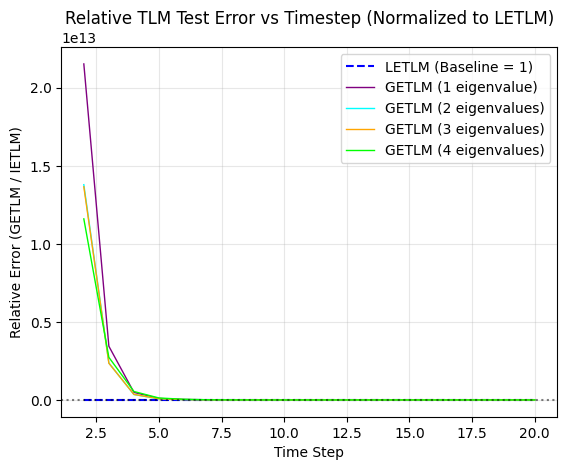 Relative TLM Test Error vs Timestep (Normalized to LETLM)
1e13
LETLM (Baseline = 1)
GETLM (1 eigenvalue)
GETLM (2 eigenvalues)
GETLM (3 eigenvalues)
GETLM (4 eigenvalues)
Relative Error (GETLM / IETLM)
2.0
1.5
1.0
0.5
0.0
2.5 5.0 7.5 10.0 12.5 15.0 17.5 20.0
Time Step